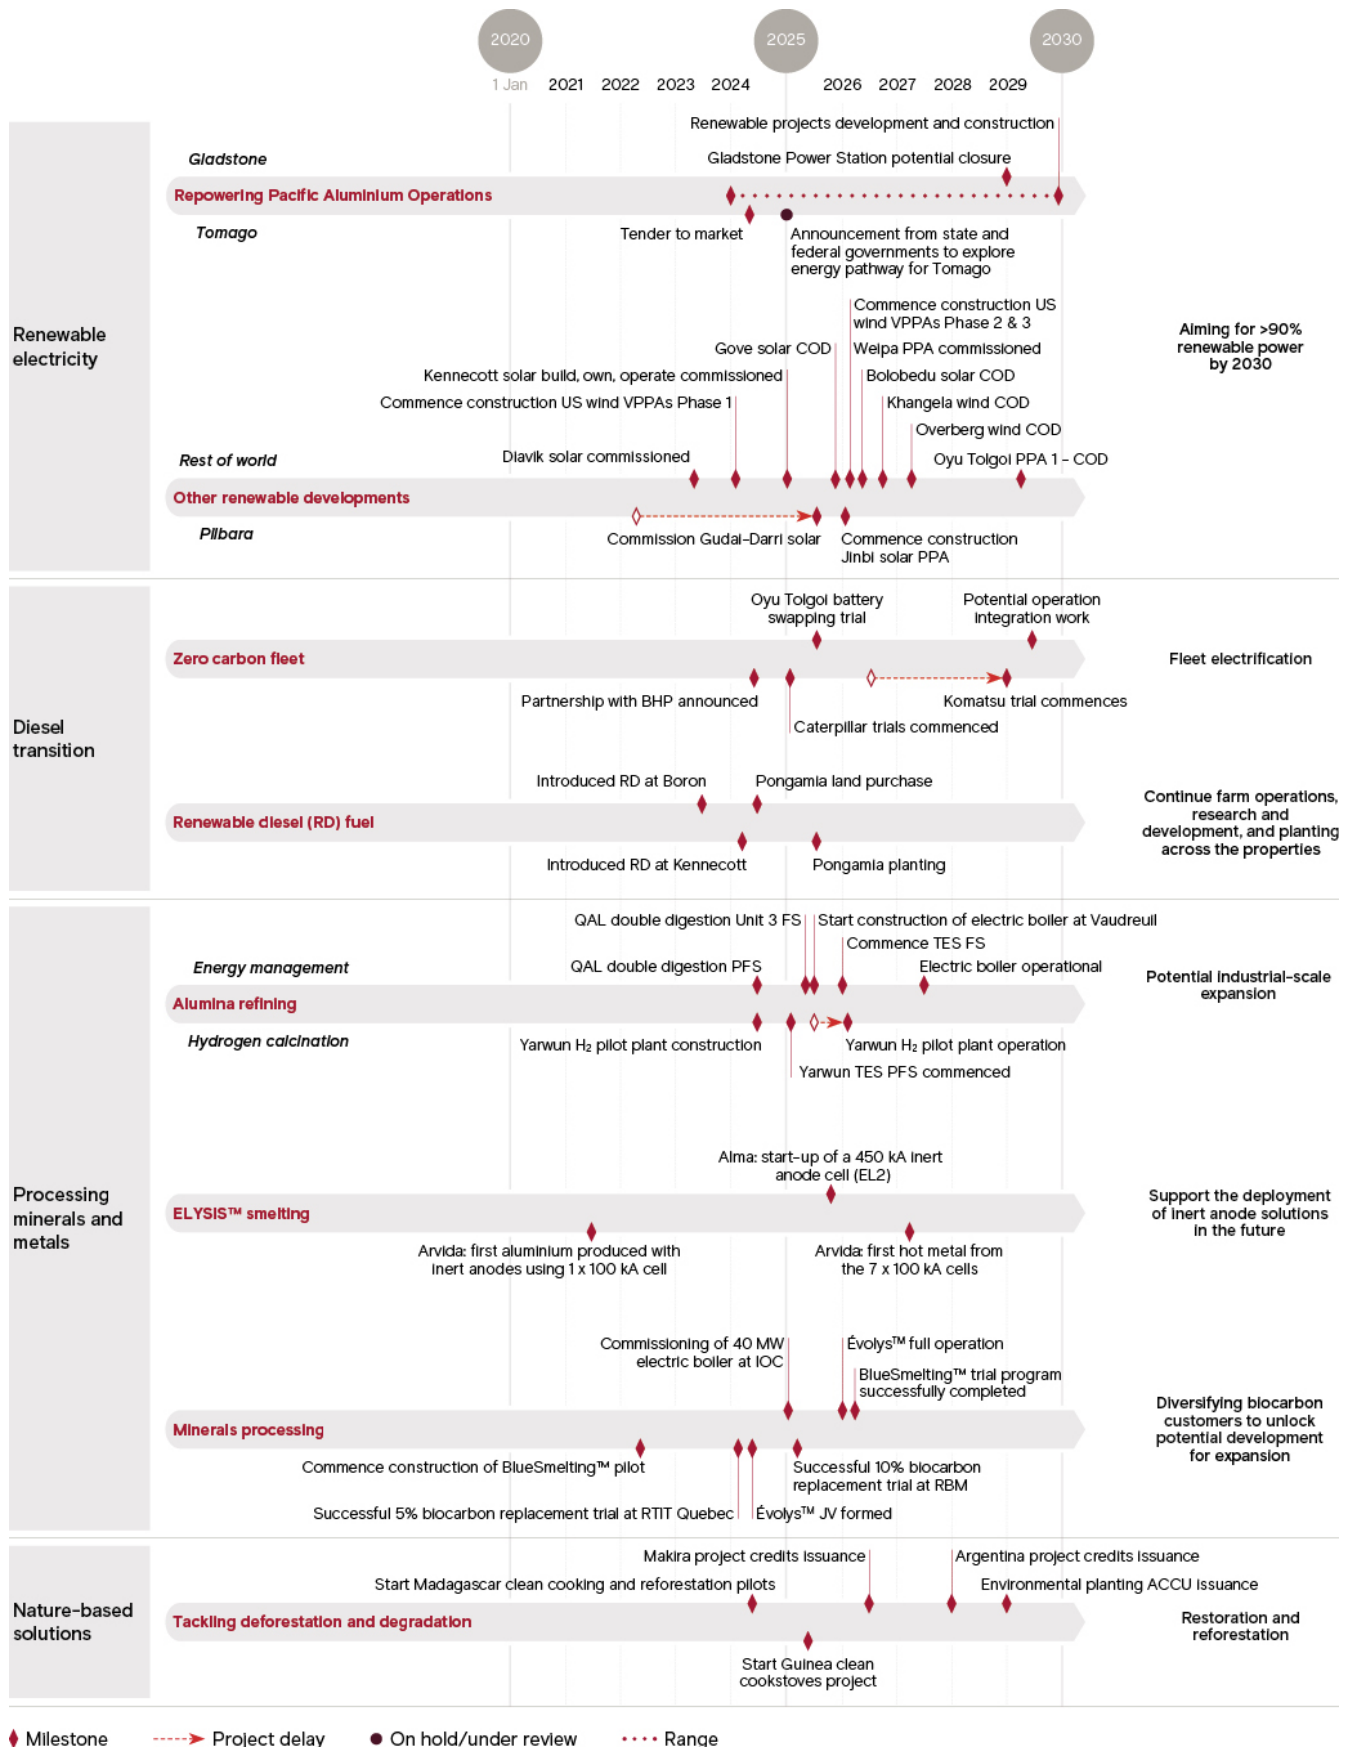 2020
2025
2030
1 Jan
2021
2022
2023
2024
2026
2027
2028
2029
Renewable
electricity
Renewable projects development and construction
Gladstone
Gladstone Power Station potential closure
Repowering Pacific Aluminium Operations
Tomago
Tender to market
Announcement from state and
federal governments to explore
energy pathway for Tomago
Commence construction US
wind VPPAs Phase 2 & 3
Gove solar COD
Weipa PPA commissioned
Kennecott solar build, own, operate commissioned
Bolobedu solar COD
Commence construction US wind VPPAs Phase 1
Khangela wind COD
Overberg wind COD
Rest of world
Diavik solar commissioned
Oyu Tolgoi PPA 1 – COD
Other renewable developments
Pilbara
Commission Gudai-Darri solar
Commence construction
Jinbi solar PPA
Aiming for >90%
renewable power
by 2030
Diesel
transition
Oyu Tolgoi battery
swapping trial
Potential operation
integration work
Zero carbon fleet
Fleet electrification
Partnership with BHP announced
Komatsu trial commences
Caterpillar trials commenced
Introduced RD at Boron
Pongamia land purchase
Renewable diesel (RD) fuel
Introduced RD at Kennecott
Pongamia planting
Continue farm operations,
research and
development, and planting
across the properties
Processing
minerals and
metals
QAL double digestion Unit 3 FS
Start construction of electric boiler at Vaudreuil
Commence TES FS
Energy management
QAL double digestion PFS
Electric boiler operational
Alumina refining
Hydrogen calcination
Yarwun H₂ pilot plant construction
Yarwun H₂ pilot plant operation
Yarwun TES PFS commenced
Potential industrial-scale
expansion
Alma: start-up of a 450 kA inert
anode cell (EL2)
ELYSIS™ smelting
Arvida: first aluminium produced with
inert anodes using 1 x 100 kA cell
Arvida: first hot metal from
the 7 x 100 kA cells
Support the deployment
of inert anode solutions
in the future
Commissioning of 40 MW
electric boiler at IOC
Évolys™ full operation
BlueSmelting™ trial program
successfully completed
Minerals processing
Commence construction of BlueSmelting™ pilot
Successful 10% biocarbon
replacement trial at RBM
Successful 5% biocarbon replacement trial at RTIT Quebec
Évolys™ JV formed
Diversifying biocarbon
customers to unlock
potential development
for expansion
Nature-based
solutions
Makira project credits issuance
Argentina project credits issuance
Start Madagascar clean cooking and reforestation pilots
Environmental planting ACCU issuance
Tackling deforestation and degradation
Start Guinea clean
cookstoves project
Restoration and
reforestation
Milestone
Project delay
On hold/under review
Range